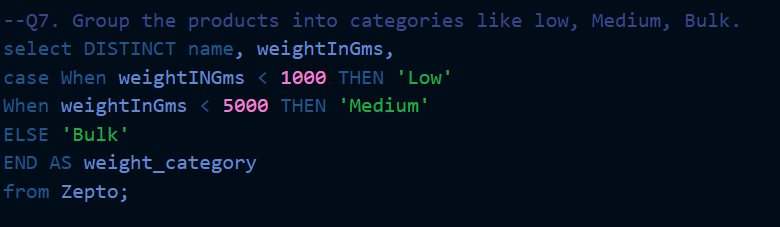 --Q7. Group the products into categories like low, Medium, Bulk.
select DISTINCT name, weightInGms,
case When weightINGms < 1000 THEN 'Low'
When weightInGms < 5000 THEN 'Medium'
ELSE 'Bulk'
END AS weight_category
from Zepto;